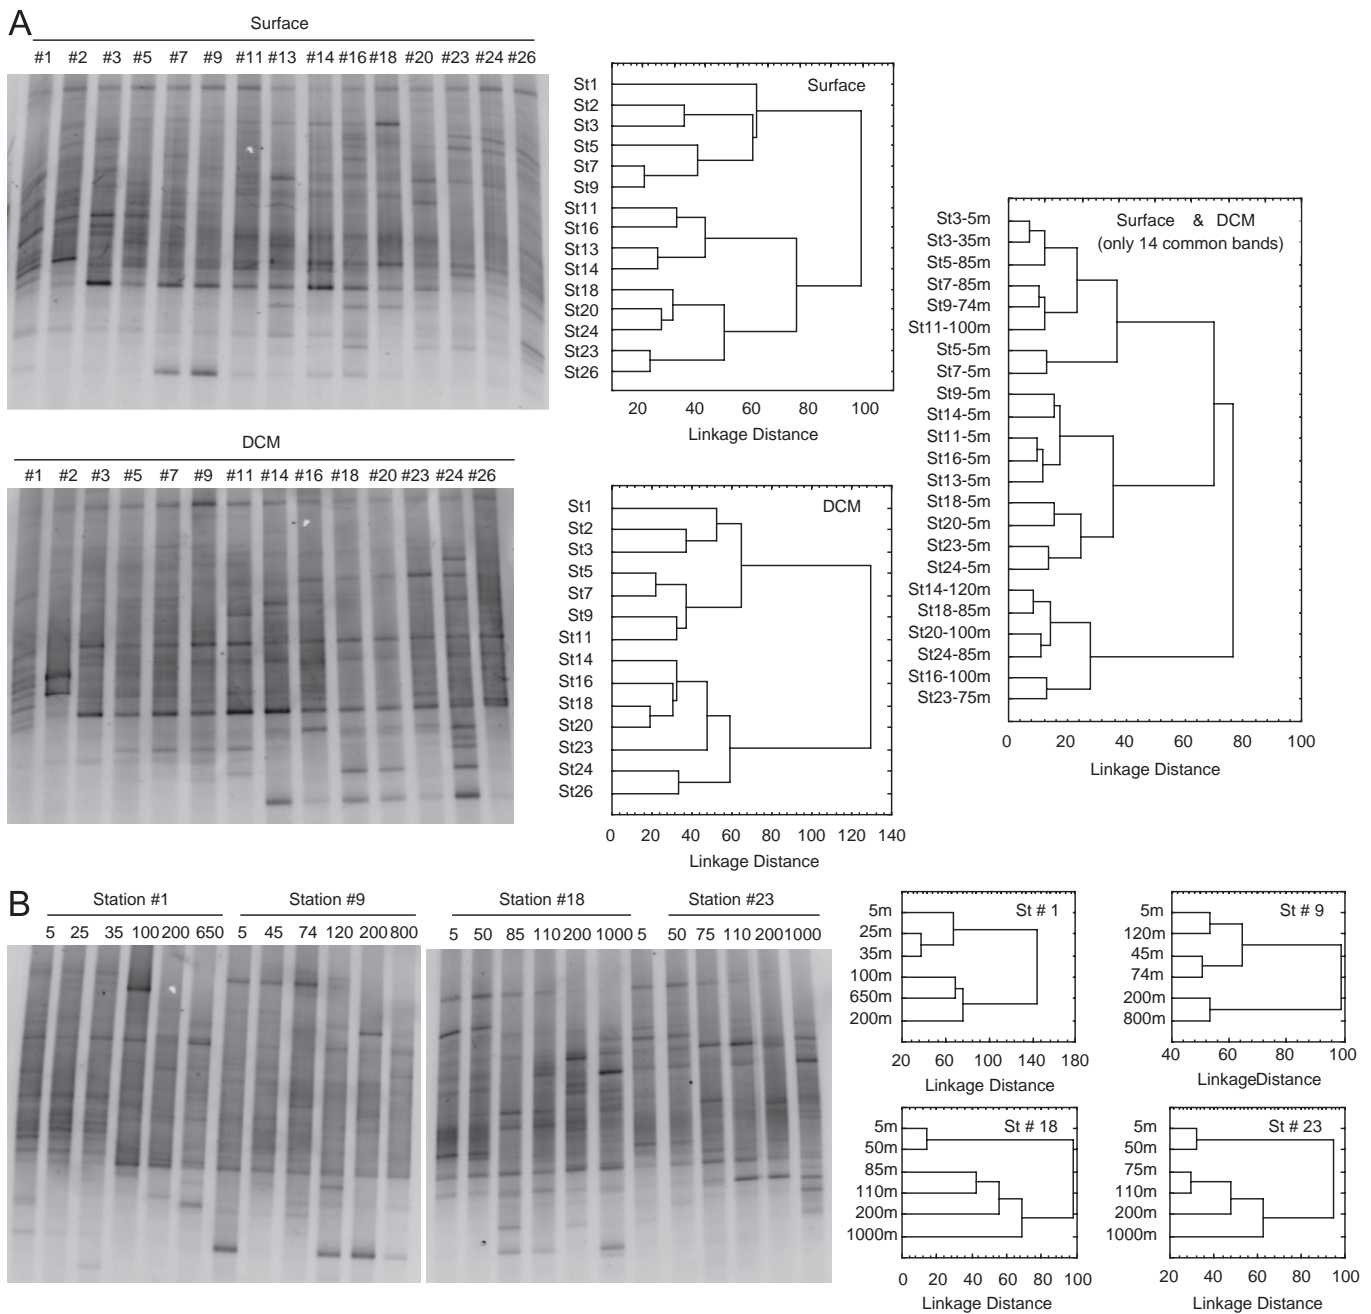 A
Surface
#1 #2 #3 #5 #7 #9 #11 #13 #14 #16 #18 #20 #23 #24 #26
Surface
St1
St2
St3
St5
St7
St9
St11
St16
St13
St14
St18
St20
St24
St23
St26
20 40 60 80 100
Linkage Distance
DCM
#1 #2 #3 #5 #7 #9 #11 #14 #16 #18 #20 #23 #24 #26
DCM
St1
St2
St3
St5
St7
St9
St11
St14
St16
St18
St20
St23
St24
St26
0 20 40 60 80 100 120 140
Linkage Distance
Surface & DCM
(only 14 common bands)
St3-5m
St3-35m
St5-85m
St7-85m
St9-74m
St11-100m
St5-5m
St7-5m
St9-5m
St14-5m
St11-5m
St16-5m
St13-5m
St18-5m
St20-5m
St23-5m
St24-5m
St14-120m
St18-85m
St20-100m
St24-85m
St16-100m
St23-75m
0 20 40 60 80 100
Linkage Distance
B
Station #1 Station #9 Station #18 Station #23
5 25 35 100 200 650 5 45 74 120 200 800 5 50 85 110 200 1000 5 50 75 110 200 1000
St # 1
5m
25m
35m
100m
650m
200m
20 60 100 140 180
Linkage Distance
St # 9
5m
120m
45m
74m
200m
800m
40 60 80 100
LinkageDistance
St # 18
5m
50m
85m
110m
200m
1000m
0 20 40 60 80 100
Linkage Distance
St # 23
5m
50m
75m
110m
200m
1000m
20 40 60 80 100
Linkage Distance